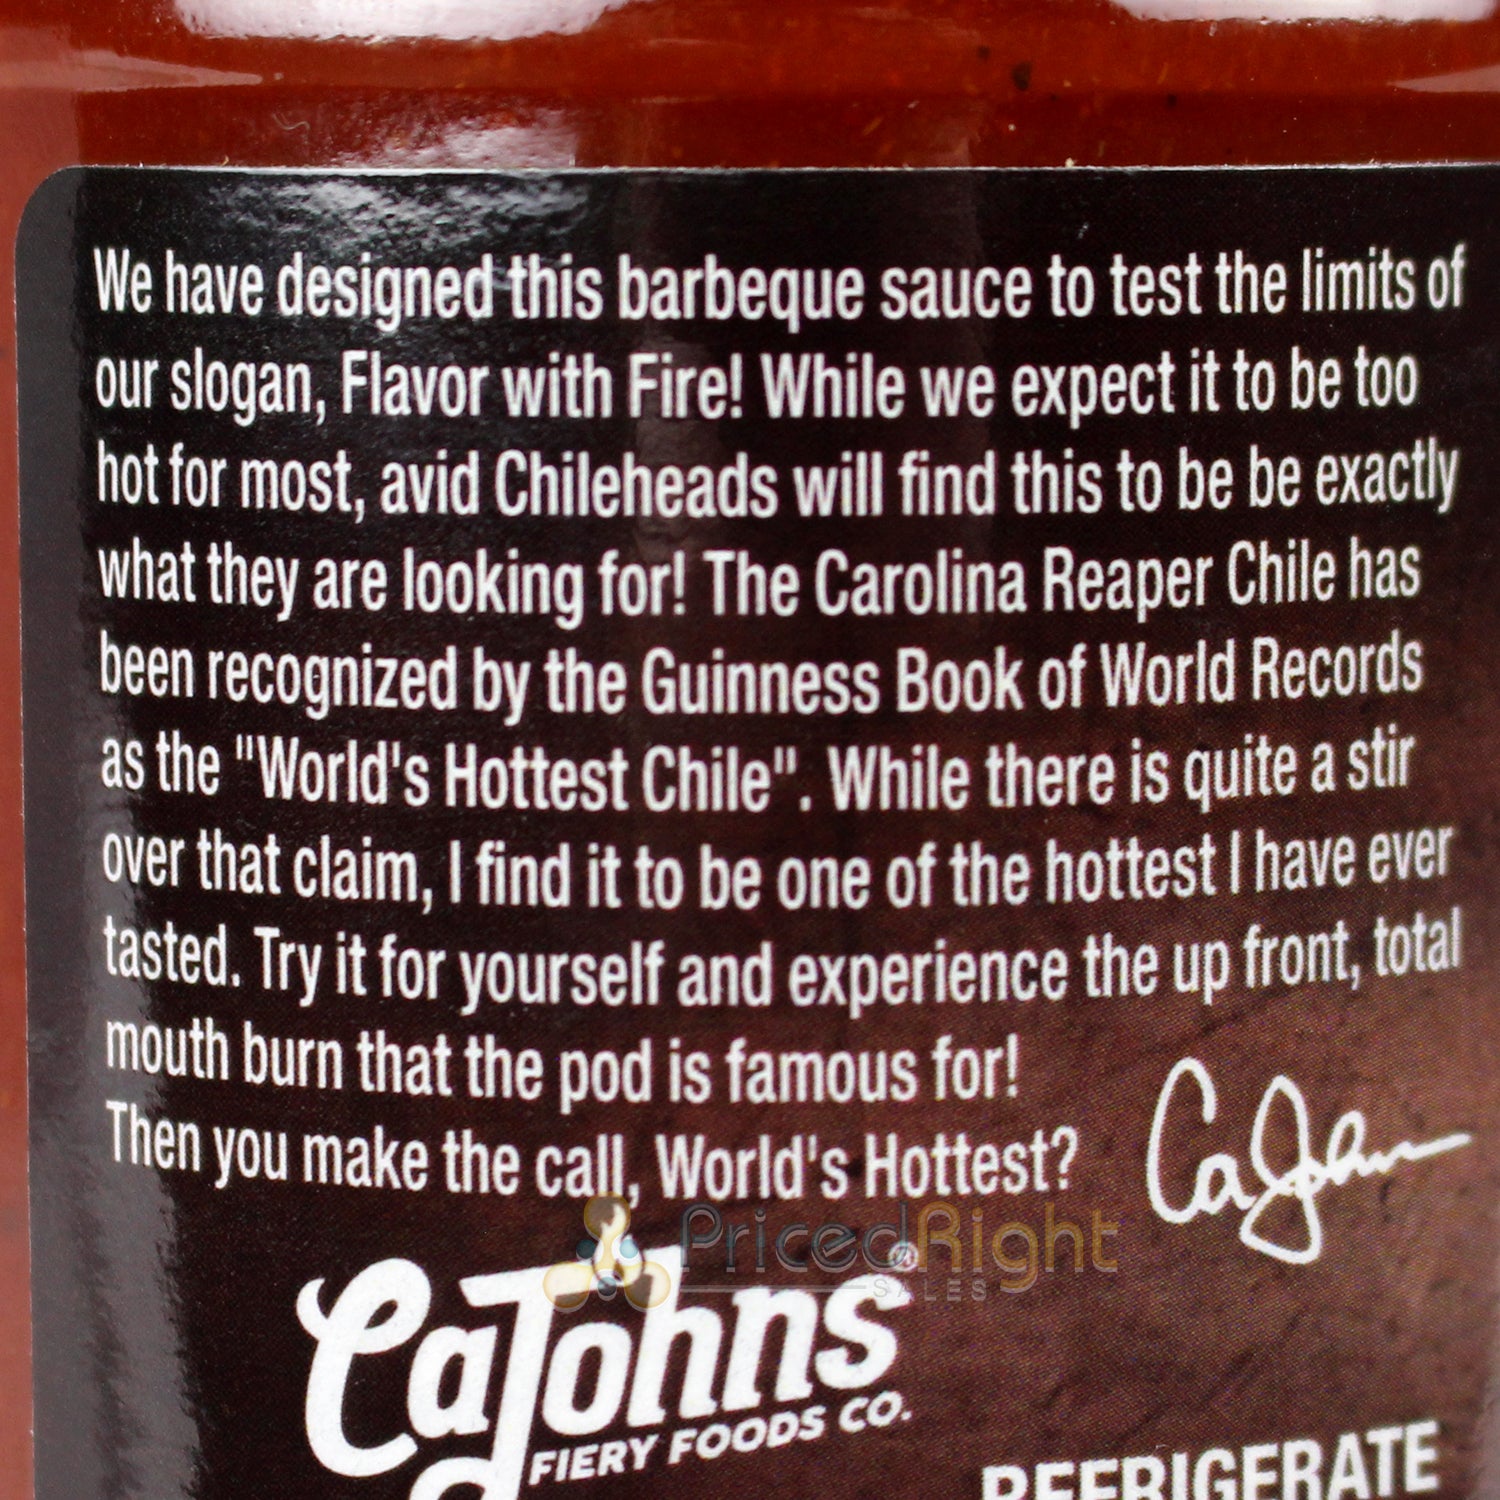 We have designed this barbeque sauce to test the limits of
our slogan, Flavor with Fire! While we expect it to be too
hot for most, avid Chileheads will find this to be be exactly
what they are looking for! The Carolina Reaper Chile has
been recognized by the Guinness Book of World Records
as the "World's Hottest Chile". While there is quite a stir
over that claim, I find it to be one of the hottest I have ever
tasted. Try it for yourself and experience the up front, total
mouth burn that the pod is famous for!
Then you make the call, World's Hottest?
CaJohn
PricedRight
SALES
CaJohns®
FIERY FOODS CO.
REFRIGERATE